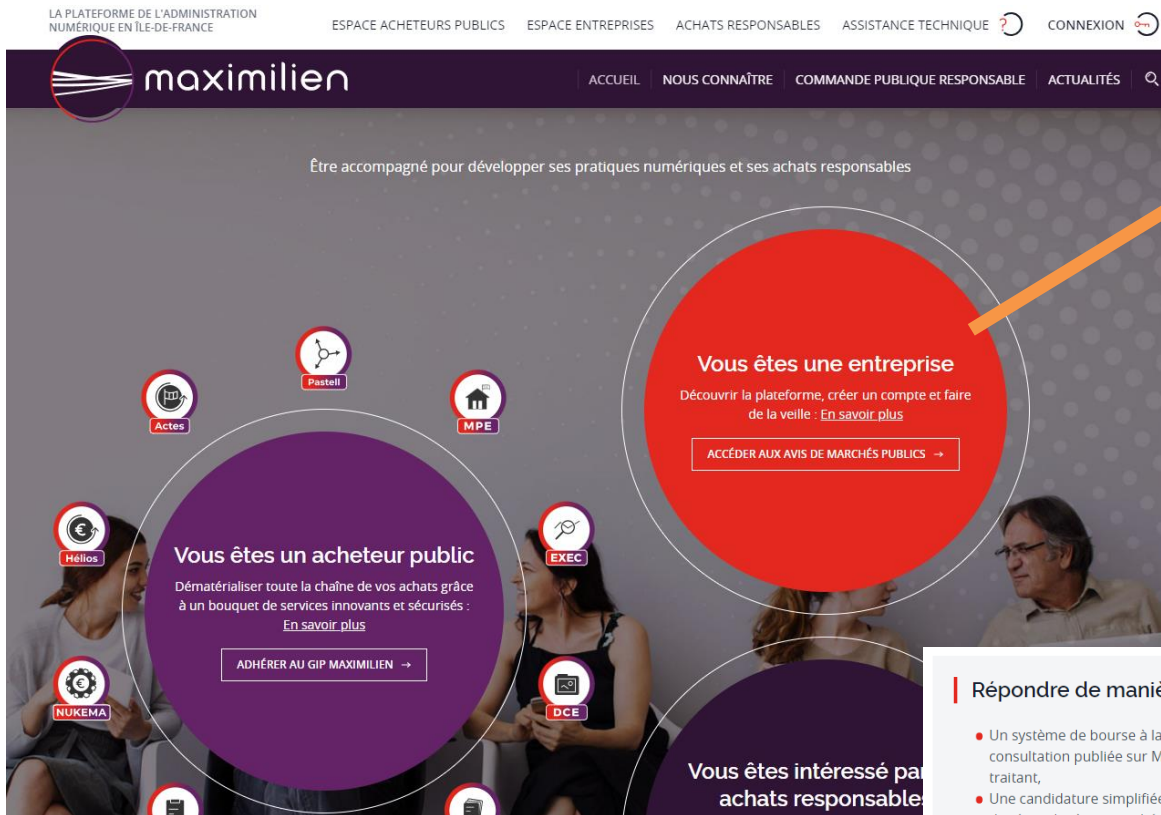 LA PLATEFORME DE L'ADMINISTRATION
NUMÉRIQUE EN ÎLE-DE-FRANCE
ESPACE ACHETEURS PUBLICS ESPACE ENTREPRISES ACHATS RESPONSABLES ASSISTANCE TECHNIQUE ? CONNEXION
maximilien
ACCUEIL NOUS CONNAÎTRE COMMANDE PUBLIQUE RESPONSABLE ACTUALITÉS
Être accompagné pour développer ses pratiques numériques et ses achats responsables
Vous êtes une entreprise
Découvrir la plateforme, créer un compte et faire
de la veille : En savoir plus
ACCÉDER AUX AVIS DE MARCHÉS PUBLICS →
Pastell
Actes
MPE
Hélios
EXEC
Vous êtes un acheteur public
Dématérialiser toute la chaîne de vos achats grâce
à un bouquet de services innovants et sécurisés :
En savoir plus
ADHÉRER AU GIP MAXIMILIEN →
NUKEMA
DCE
Vous êtes intéressé par
achats responsables
Répondre de maniè
Un système de bourse à la
consultation publiée sur M
traitant,
Une candidature simplifiée